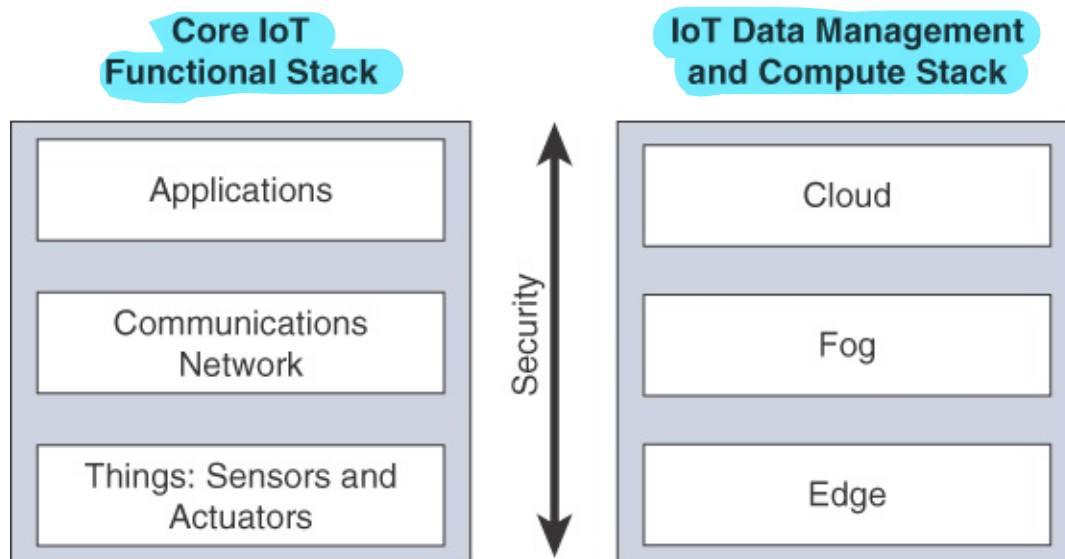 Core IoT
Functional Stack
Applications
Communications
Network
Things: Sensors and
Actuators
Security
IoT Data Management
and Compute Stack
Cloud
Fog
Edge